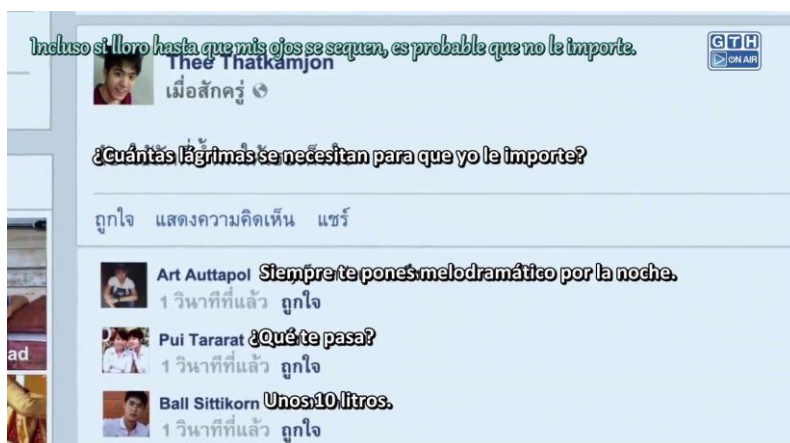 Incluso si lloro hasta que mis ojos se sequen, es probable que no le importe.
GTH
ON AIR
Thee Thatkamjon
เมื่อสักครู่
¿Cuántas lágrimas se necesitan para que yo le importe?
ถูกใจ แสดงความคิดเห็น แชร์
Art Auttapol Siempre te pones melodramático por la noche.
1 วินาทีที่แล้ว ถูกใจ
Pui Tararat ¿Qué te pasa?
1 วินาทีที่แล้ว ถูกใจ
Ball Sittikorn Unos 10 litros.
1 วินาทีที่แล้ว ถูกใจ
ad